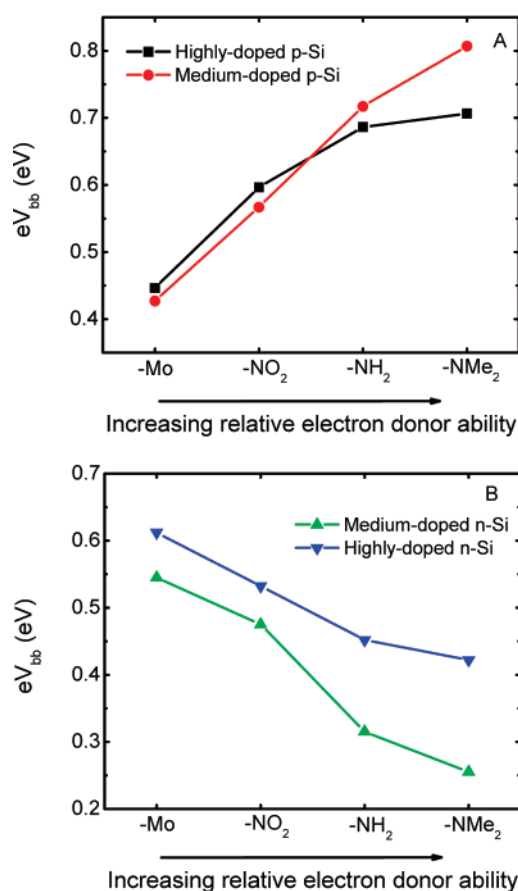 A
Highly-doped p-Si
Medium-doped p-Si
0.8
0.7
0.6
0.5
0.4
eV_bb (eV)
-Mo -NO₂ -NH₂ -NMe₂
Increasing relative electron donor ability
B
Medium-doped n-Si
Highly-doped n-Si
0.7
0.6
0.5
0.4
0.3
0.2
eV_bb (eV)
-Mo -NO₂ -NH₂ -NMe₂
Increasing relative electron donor ability